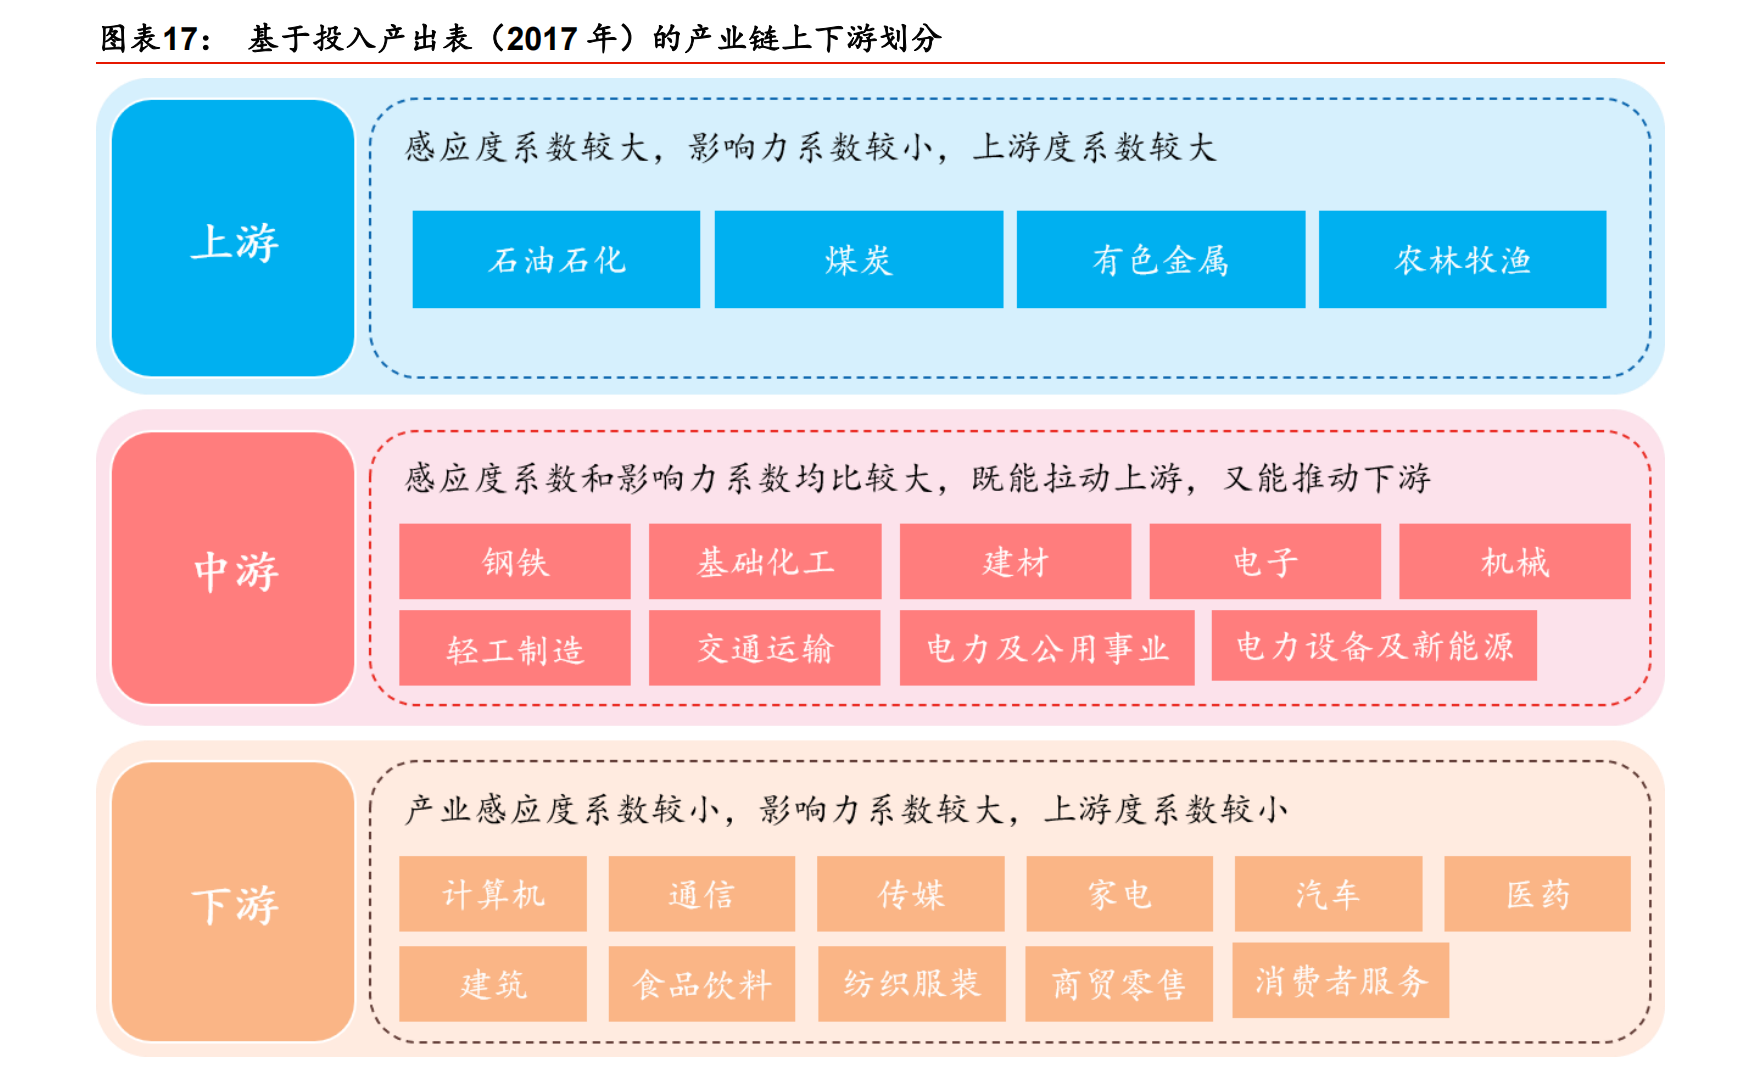 图表17： 基于投入产出表（2017 年）的产业链上下游划分
上游
感应度系数较大，影响力系数较小，上游度系数较大
石油石化 煤炭 有色金属 农林牧渔
中游
感应度系数和影响力系数均比较大，既能拉动上游，又能推动下游
钢铁 基础化工 建材 电子 机械
轻工制造 交通运输 电力及公用事业 电力设备及新能源
下游
产业感应度系数较小，影响力系数较大，上游度系数较小
计算机 通信 传媒 家电 汽车 医药
建筑 食品饮料 纺织服装 商贸零售 消费者服务